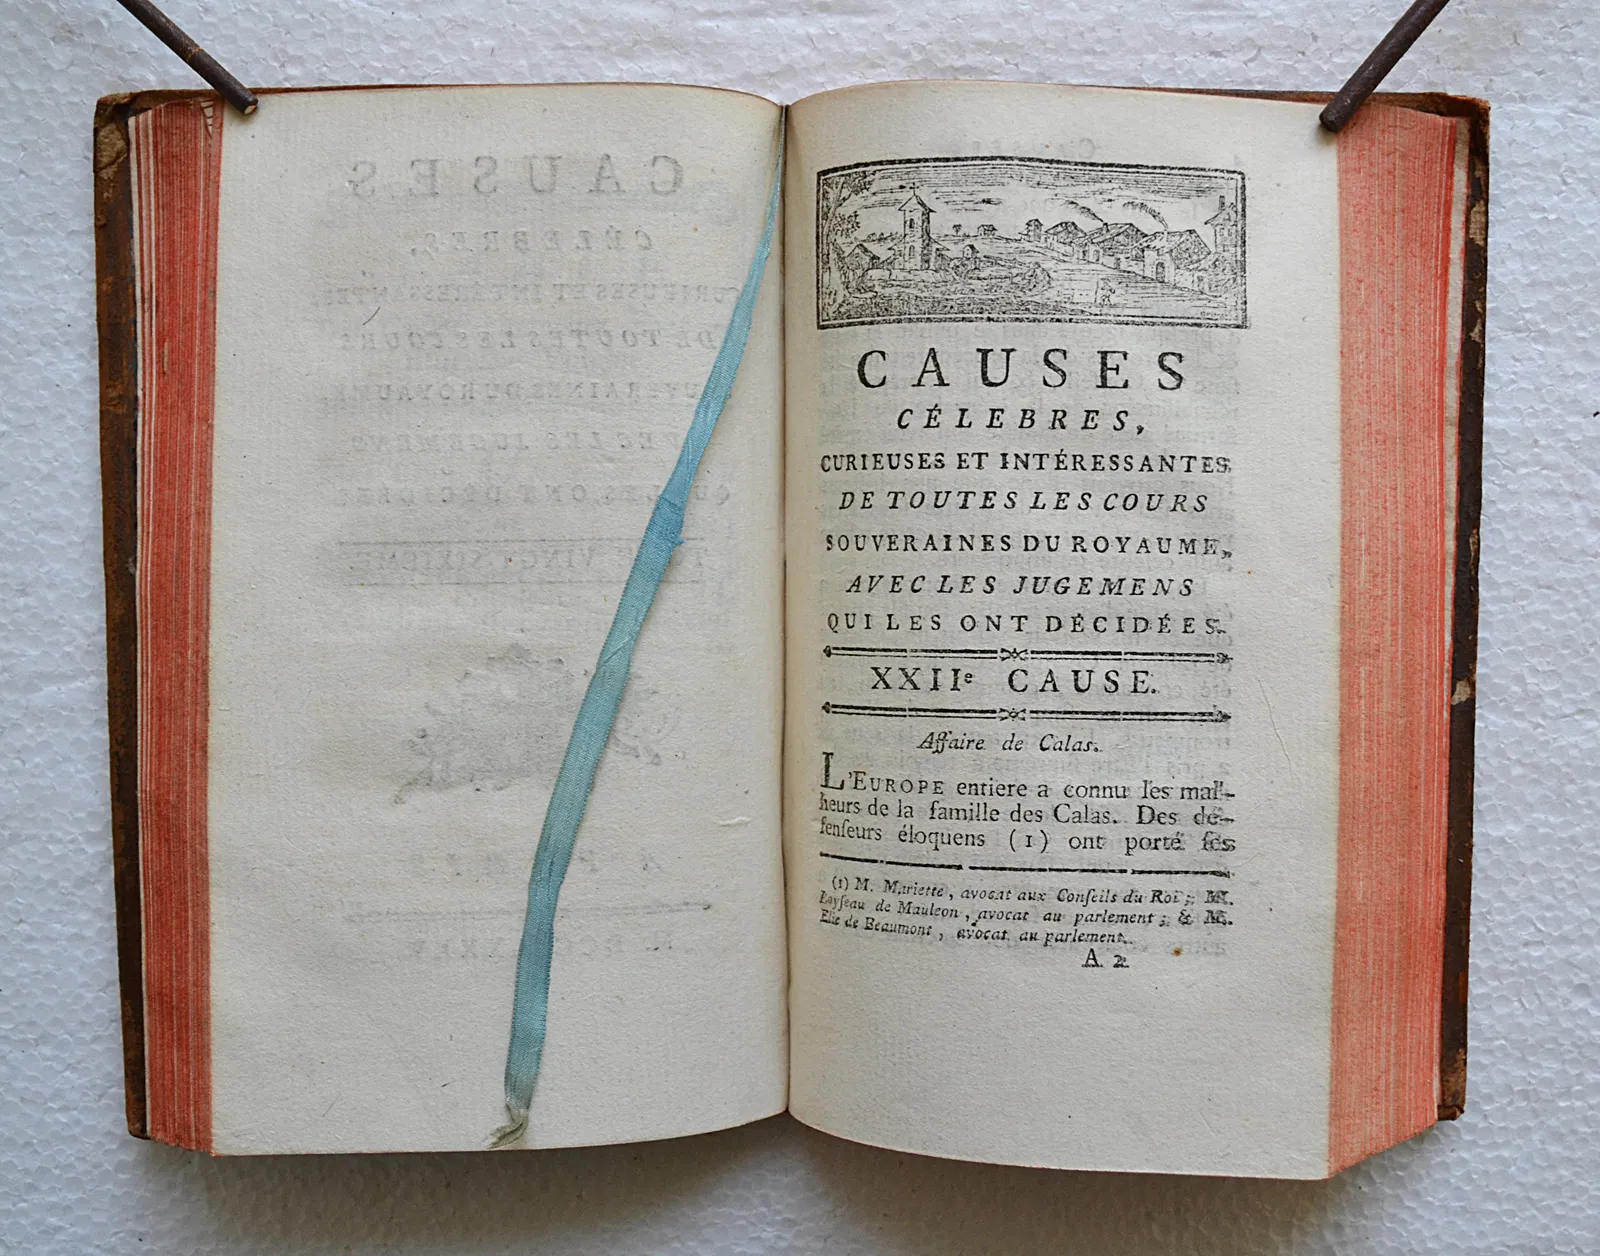 CAUSES
CÉLEBRES,
CURIEUSES ET INTÉRESSANTES
DE TOUTES LES COURS
SOUVERAINES DU ROYAUME,
AVEC LES JUGEMENS
QUI LES ONT DÉCIDÉES.
XXIIe CAUSE.
Affaire de Calas.
L'EUROPE entiere a connu les mal-
heurs de la famille des Calas. Des dé-
fenſeurs éloquens (1) ont porté ſes
(1) M. Mariette, avocat aux Conſeils du Roi; M.
Loyſeau de Mauleon, avocat au parlement; & M.
Elie de Beaumont, avocat au parlement.
A 2